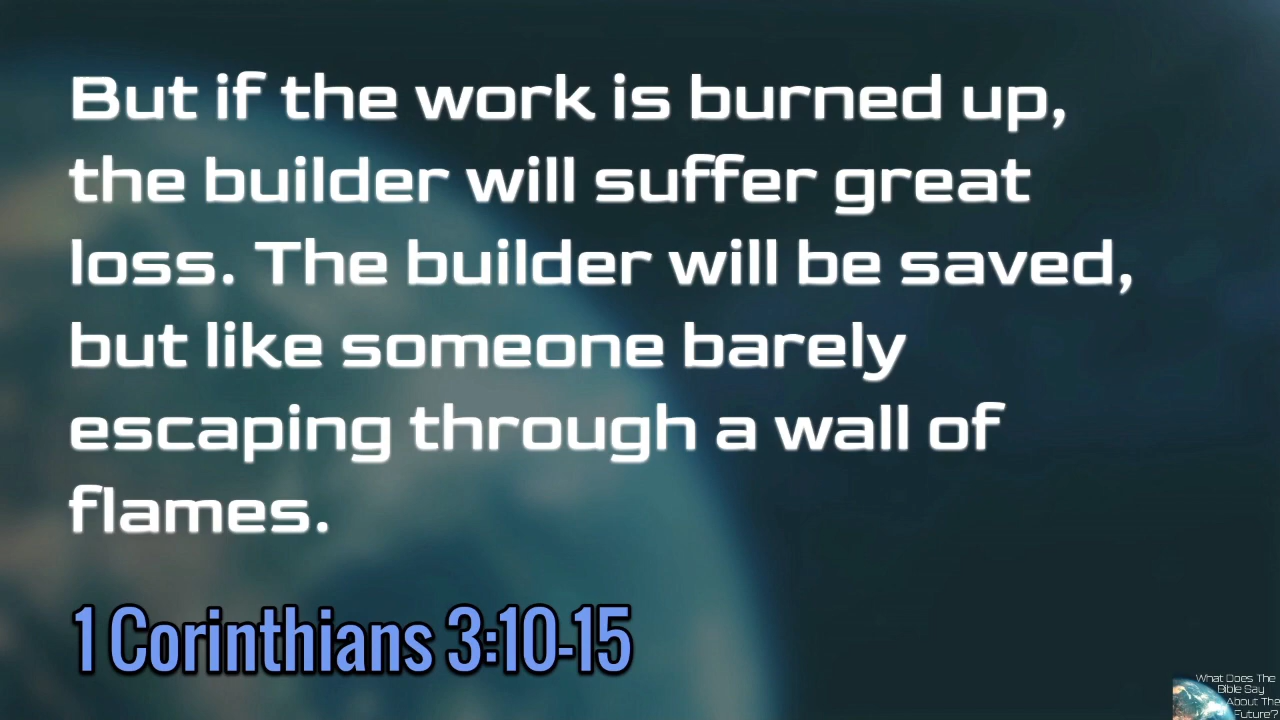 But if the work is burned up,
the builder will suffer great
loss. The builder will be saved,
but like someone barely
escaping through a wall of
flames.
1 Corinthians 3:10-15
What Does The
Bible Say
About The
Future?